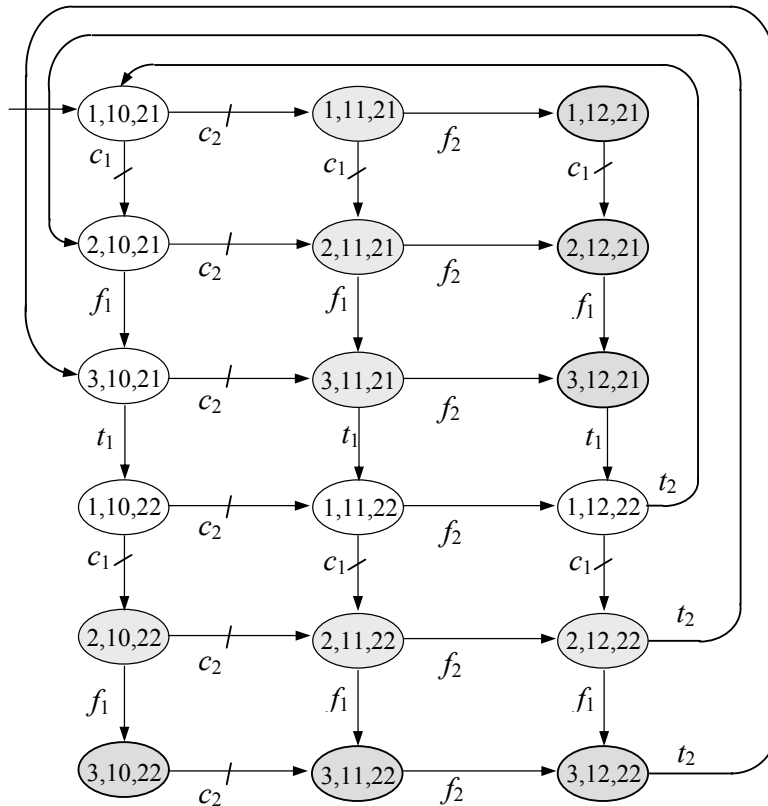 1,10,21 c2 1,11,21 f2 1,12,21
c1 c1 c1
2,10,21 c2 2,11,21 f2 2,12,21
f1 f1 f1
3,10,21 c2 3,11,21 f2 3,12,21
t1 t1 t1
1,10,22 c2 1,11,22 f2 1,12,22 t2
c1 c1 c1
2,10,22 c2 2,11,22 f2 2,12,22 t2
f1 f1 f1
3,10,22 c2 3,11,22 f2 3,12,22 t2